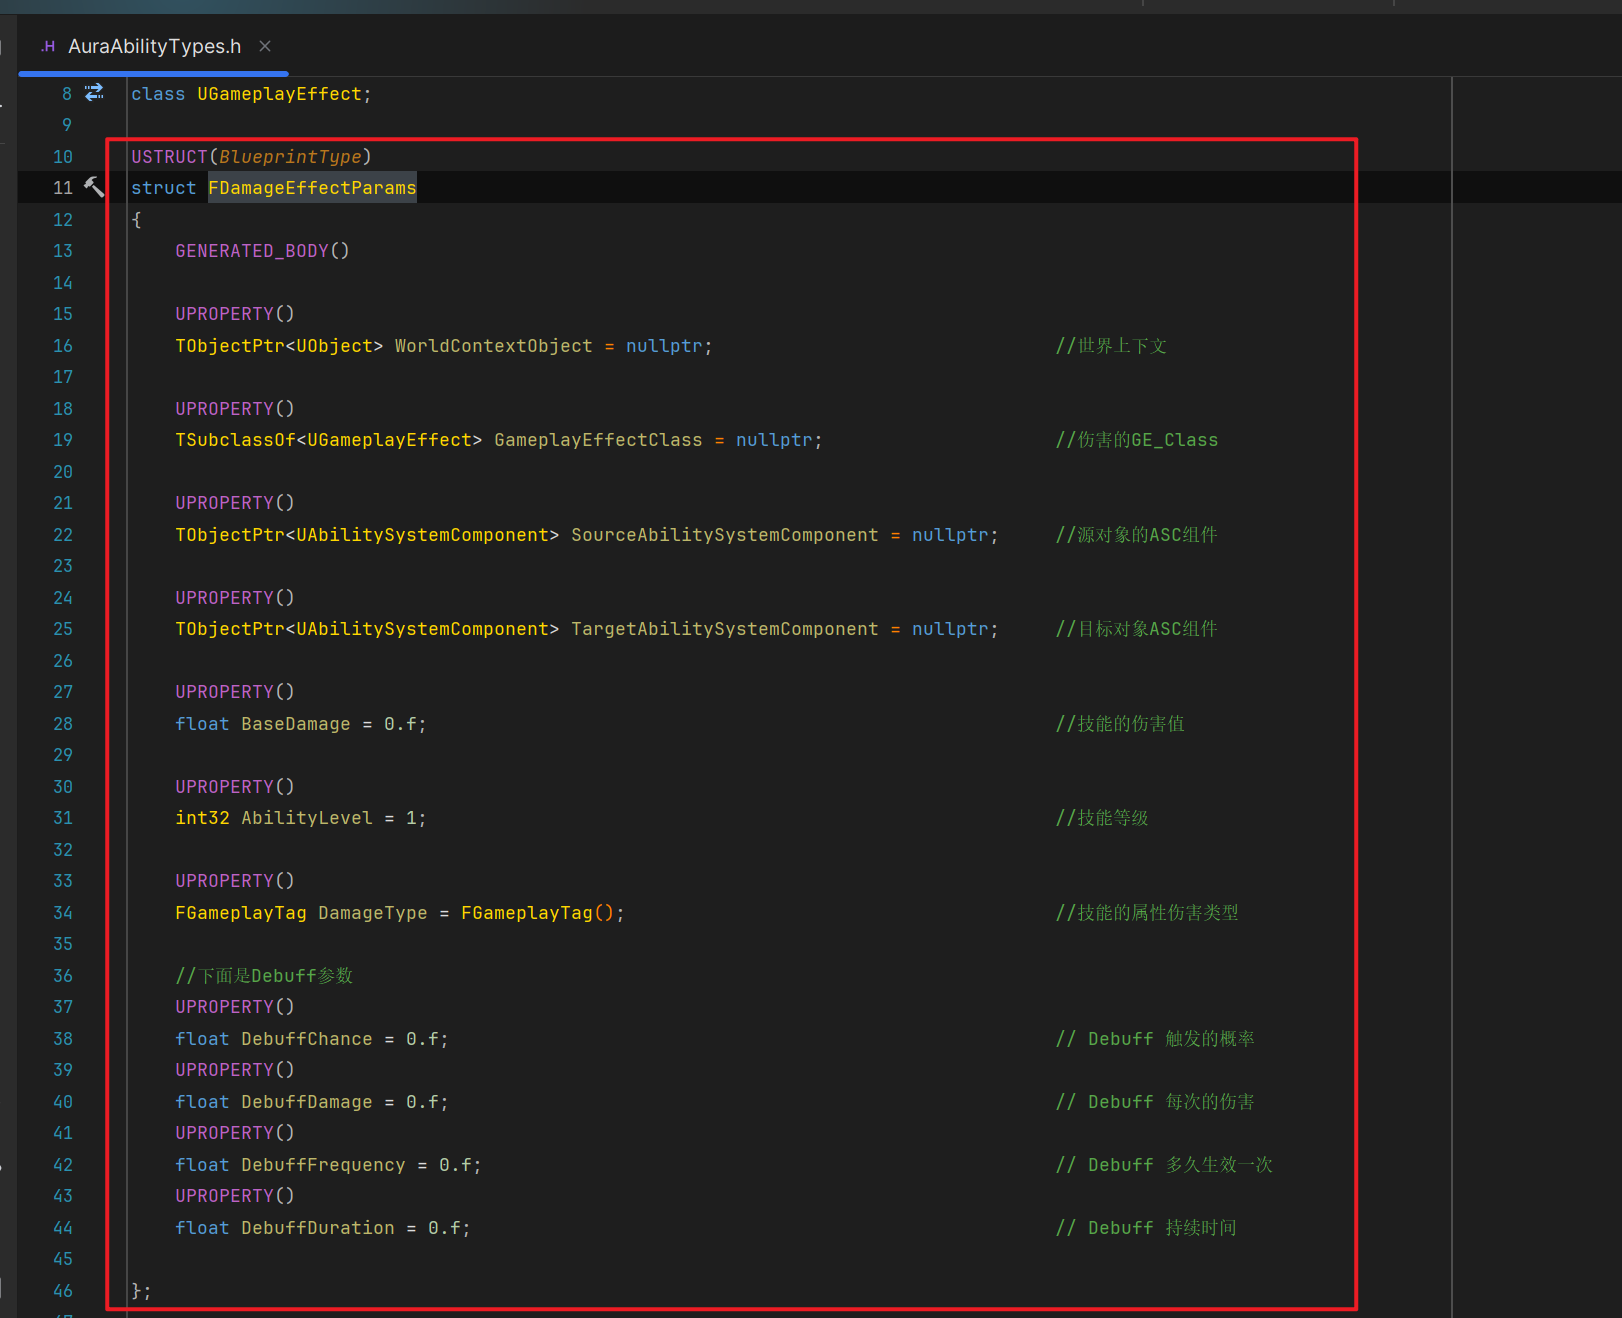 .H AuraAbilityTypes.h ×
8 class UGameplayEffect;
9
10 USTRUCT(BlueprintType)
11 struct FDamageEffectParams
12 {
13 GENERATED_BODY()
14
15 UPROPERTY()
16 TObjectPtr<UObject> WorldContextObject = nullptr; //世界上下文
17
18 UPROPERTY()
19 TSubclassOf<UGameplayEffect> GameplayEffectClass = nullptr; //伤害的GE_Class
20
21 UPROPERTY()
22 TObjectPtr<UAbilitySystemComponent> SourceAbilitySystemComponent = nullptr; //源对象的ASC组件
23
24 UPROPERTY()
25 TObjectPtr<UAbilitySystemComponent> TargetAbilitySystemComponent = nullptr; //目标对象ASC组件
26
27 UPROPERTY()
28 float BaseDamage = 0.f; //技能的伤害值
29
30 UPROPERTY()
31 int32 AbilityLevel = 1; //技能等级
32
33 UPROPERTY()
34 FGameplayTag DamageType = FGameplayTag(); //技能的属性伤害类型
35
36 //下面是Debuff参数
37 UPROPERTY()
38 float DebuffChance = 0.f; // Debuff 触发的概率
39 UPROPERTY()
40 float DebuffDamage = 0.f; // Debuff 每次的伤害
41 UPROPERTY()
42 float DebuffFrequency = 0.f; // Debuff 多久生效一次
43 UPROPERTY()
44 float DebuffDuration = 0.f; // Debuff 持续时间
45
46 };